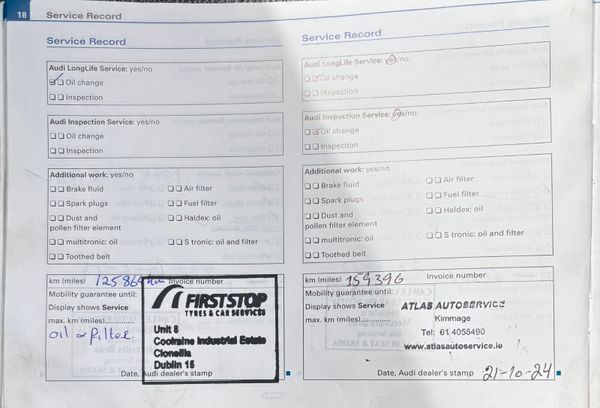 18 Service Record
Service Record
Audi LongLife Service: yes/no
Oil change
Inspection
Audi Inspection Service: yes/no
Oil change
Inspection
Additional work: yes/no
Brake fluid Air filter
Spark plugs Fuel filter
Dust and Haldex: oil
pollen filter element
multitronic: oil S tronic: oil and filter
Toothed belt
km (miles) 125869 km Invoice number
Mobility guarantee until:
Display shows Service
max. km (miles)............
oil & filter
FIRSTSTOP
TYRES & CAR SERVICES
Unit 8
Coolmine Industrial Estate
Clonsilla
Dublin 15
Date, Audi dealer's stamp
Service Record
Audi LongLife Service: yes/no
Oil change
Inspection
Audi Inspection Service: yes/no
Oil change
Inspection
Additional work: yes/no
Brake fluid Air filter
Spark plugs Fuel filter
Dust and Haldex: oil
pollen filter element
multitronic: oil S tronic: oil and filter
Toothed belt
km (miles) 159396 Invoice number
Mobility guarantee until:
Display shows Service
max. km (miles)............
ATLAS AUTOSERVICE
Kimmage
Tel: 01 4055490
www.atlasautoservice.ie
Date, Audi dealer's stamp 21-10-24